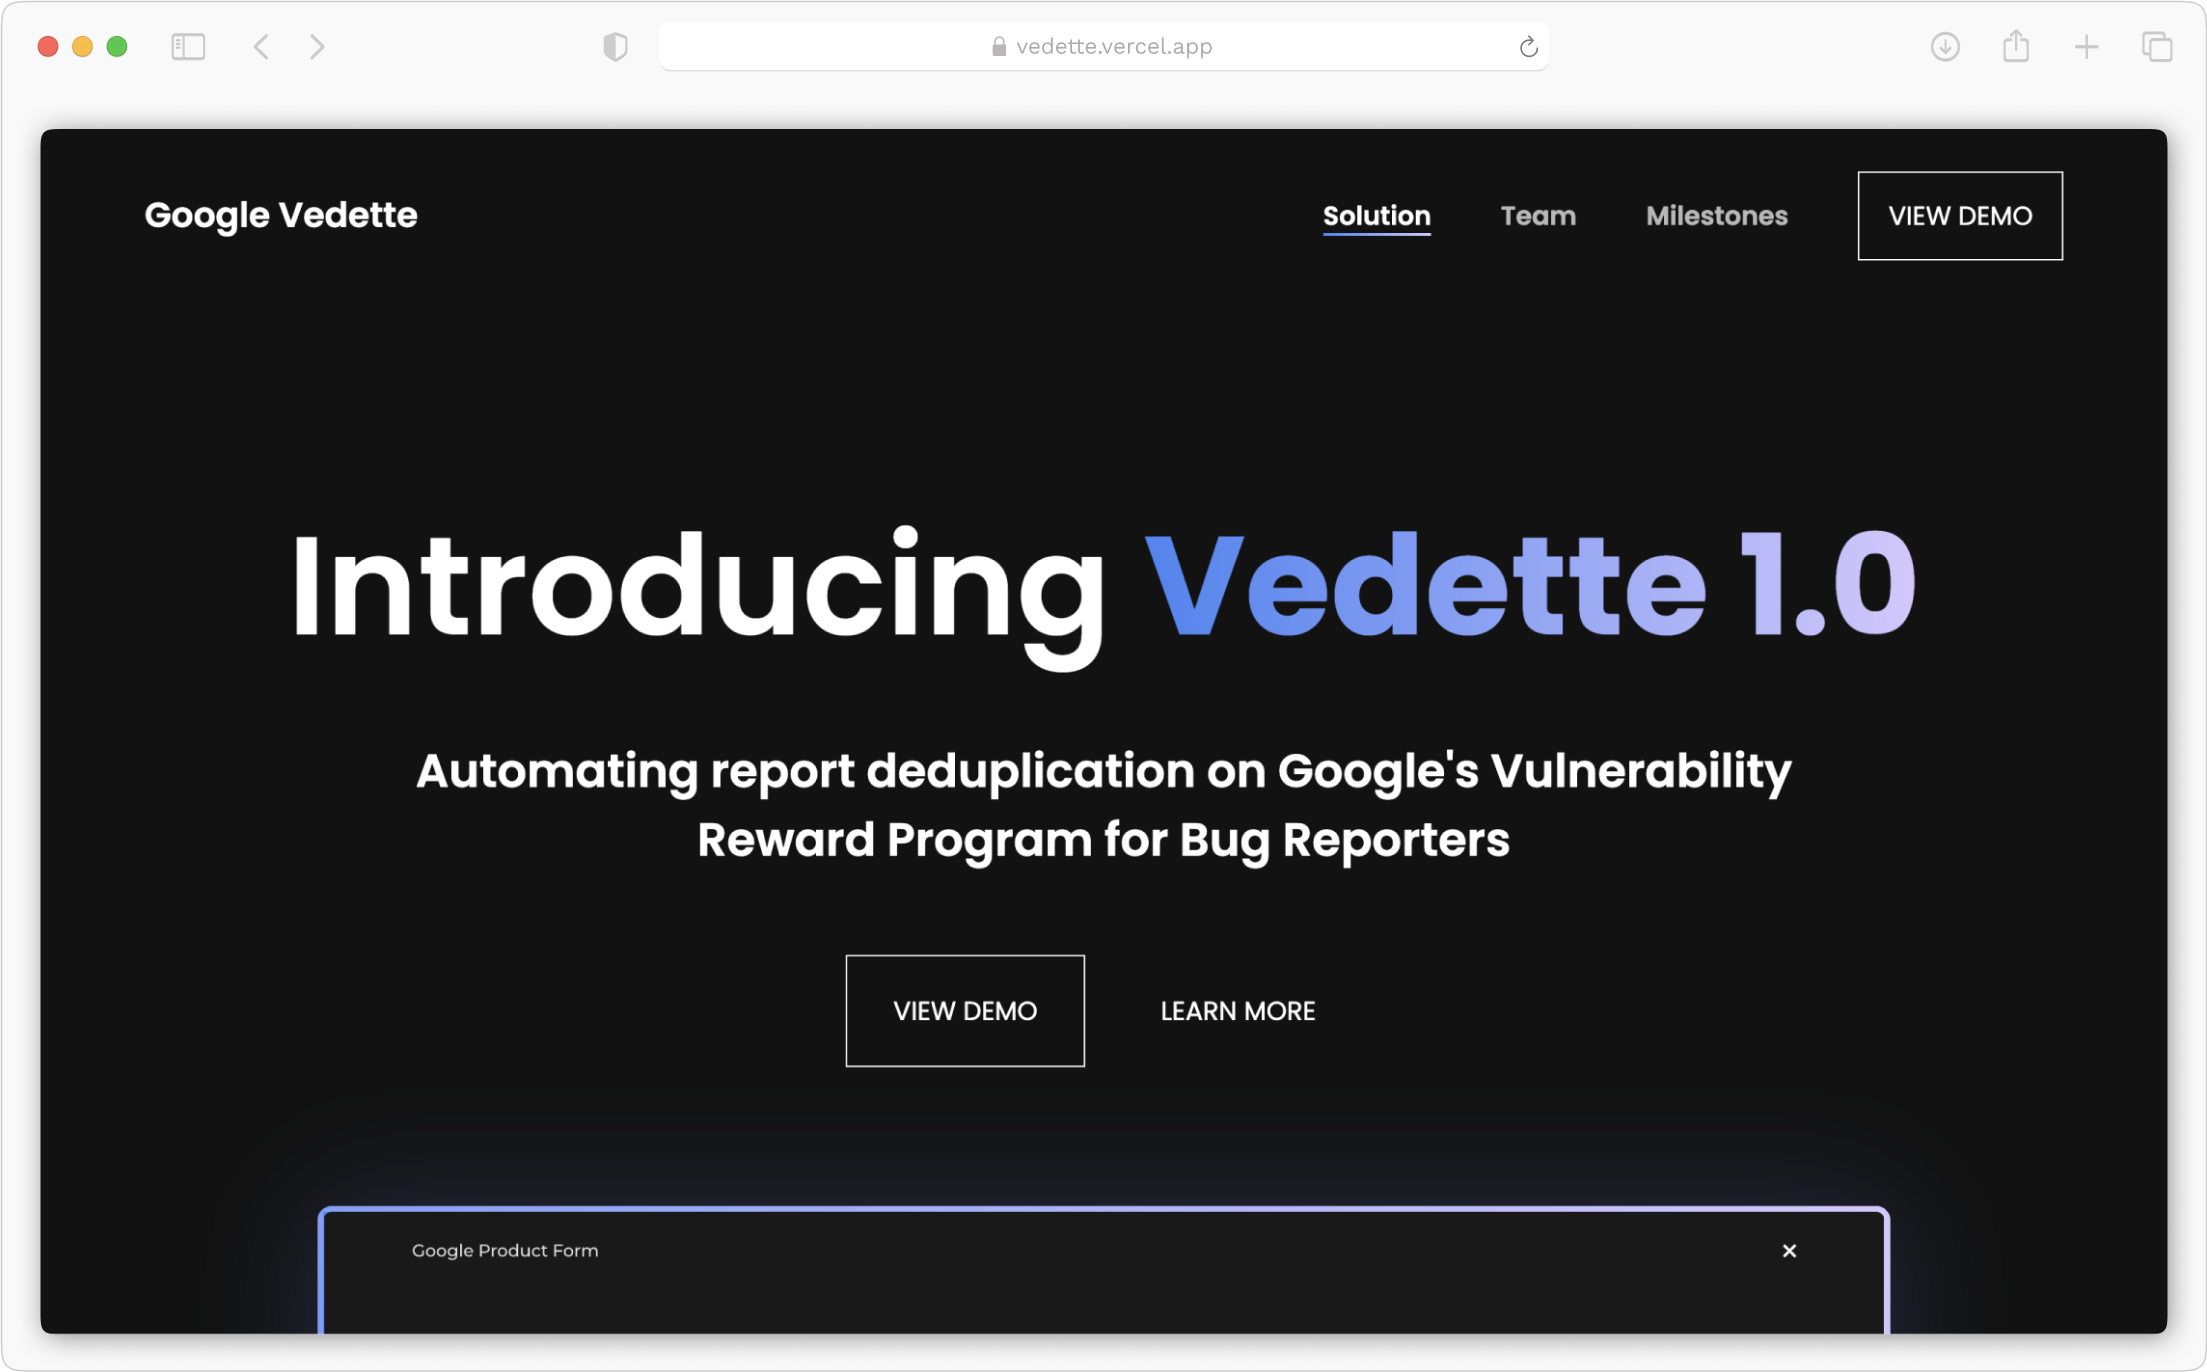 vedette.vercel.app
Google Vedette
Solution
Team
Milestones
VIEW DEMO
Introducing Vedette 1.0
Automating report deduplication on Google's Vulnerability
Reward Program for Bug Reporters
VIEW DEMO
LEARN MORE
Google Product Form